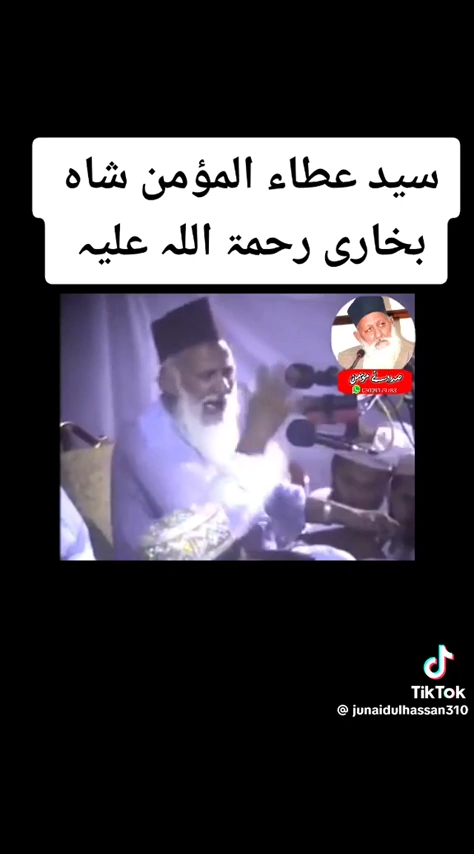 سید عطاء المؤمن شاہ
بخاری رحمۃ اللہ علیہ
TikTok
@ junaidulhassan310